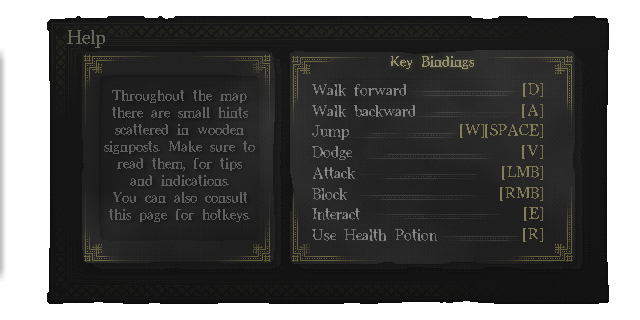 Help
Throughout the map
there are small hints
scattered in wooden
signposts. Make sure to
read them, for tips
and indications.
You can also consult
this page for hotkeys.
Key Bindings
Walk forward [D]
Walk backward [A]
Jump [W][SPACE]
Dodge [V]
Attack [LMB]
Block [RMB]
Interact [E]
Use Health Potion [R]